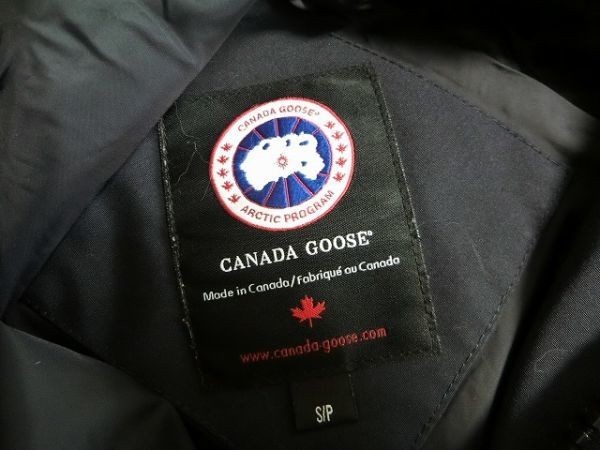 CANADA GOOSE®
ARCTIC PROGRAM
CANADA GOOSE®
Made in Canada/Fabriqué au Canada
www.canada-goose.com
S/P